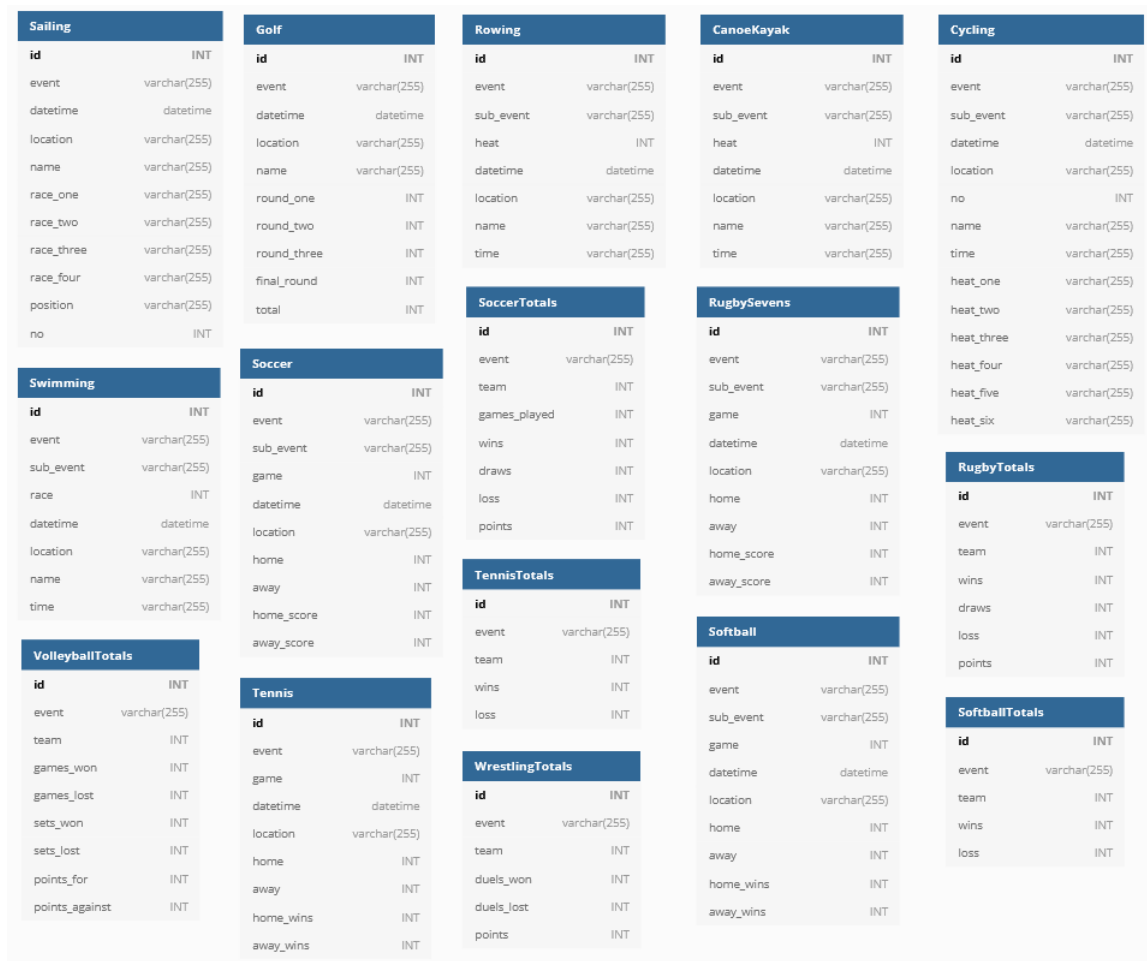 Sailing
id INT
event varchar(255)
datetime datetime
location varchar(255)
name varchar(255)
race_one varchar(255)
race_two varchar(255)
race_three varchar(255)
race_four varchar(255)
position varchar(255)
no INT
Swimming
id INT
event varchar(255)
sub_event varchar(255)
race INT
datetime datetime
location varchar(255)
name varchar(255)
time varchar(255)
VolleyballTotals
id INT
event varchar(255)
team INT
games_won INT
games_lost INT
sets_won INT
sets_lost INT
points_for INT
points_against INT
Golf
id INT
event varchar(255)
datetime datetime
location varchar(255)
name varchar(255)
round_one INT
round_two INT
round_three INT
final_round INT
total INT
Soccer
id INT
event varchar(255)
sub_event varchar(255)
game INT
datetime datetime
location varchar(255)
home INT
away INT
home_score INT
away_score INT
Tennis
id INT
event varchar(255)
game INT
datetime datetime
location varchar(255)
home INT
away INT
home_wins INT
away_wins INT
Rowing
id INT
event varchar(255)
sub_event varchar(255)
heat INT
datetime datetime
location varchar(255)
name varchar(255)
time varchar(255)
SoccerTotals
id INT
event varchar(255)
team INT
games_played INT
wins INT
draws INT
loss INT
points INT
TennisTotals
id INT
event varchar(255)
team INT
wins INT
loss INT
WrestlingTotals
id INT
event varchar(255)
team INT
duels_won INT
duels_lost INT
points INT
CanoeKayak
id INT
event varchar(255)
sub_event varchar(255)
heat INT
datetime datetime
location varchar(255)
name varchar(255)
time varchar(255)
RugbySevens
id INT
event varchar(255)
sub_event varchar(255)
game INT
datetime datetime
location varchar(255)
home INT
away INT
home_score INT
away_score INT
Softball
id INT
event varchar(255)
sub_event varchar(255)
game INT
datetime datetime
location varchar(255)
home INT
away INT
home_wins INT
away_wins INT
Cycling
id INT
event varchar(255)
sub_event varchar(255)
datetime datetime
location varchar(255)
no INT
name varchar(255)
time varchar(255)
heat_one varchar(255)
heat_two varchar(255)
heat_three varchar(255)
heat_four varchar(255)
heat_five varchar(255)
heat_six varchar(255)
RugbyTotals
id INT
event varchar(255)
team INT
wins INT
draws INT
loss INT
points INT
SoftballTotals
id INT
event varchar(255)
team INT
wins INT
loss INT